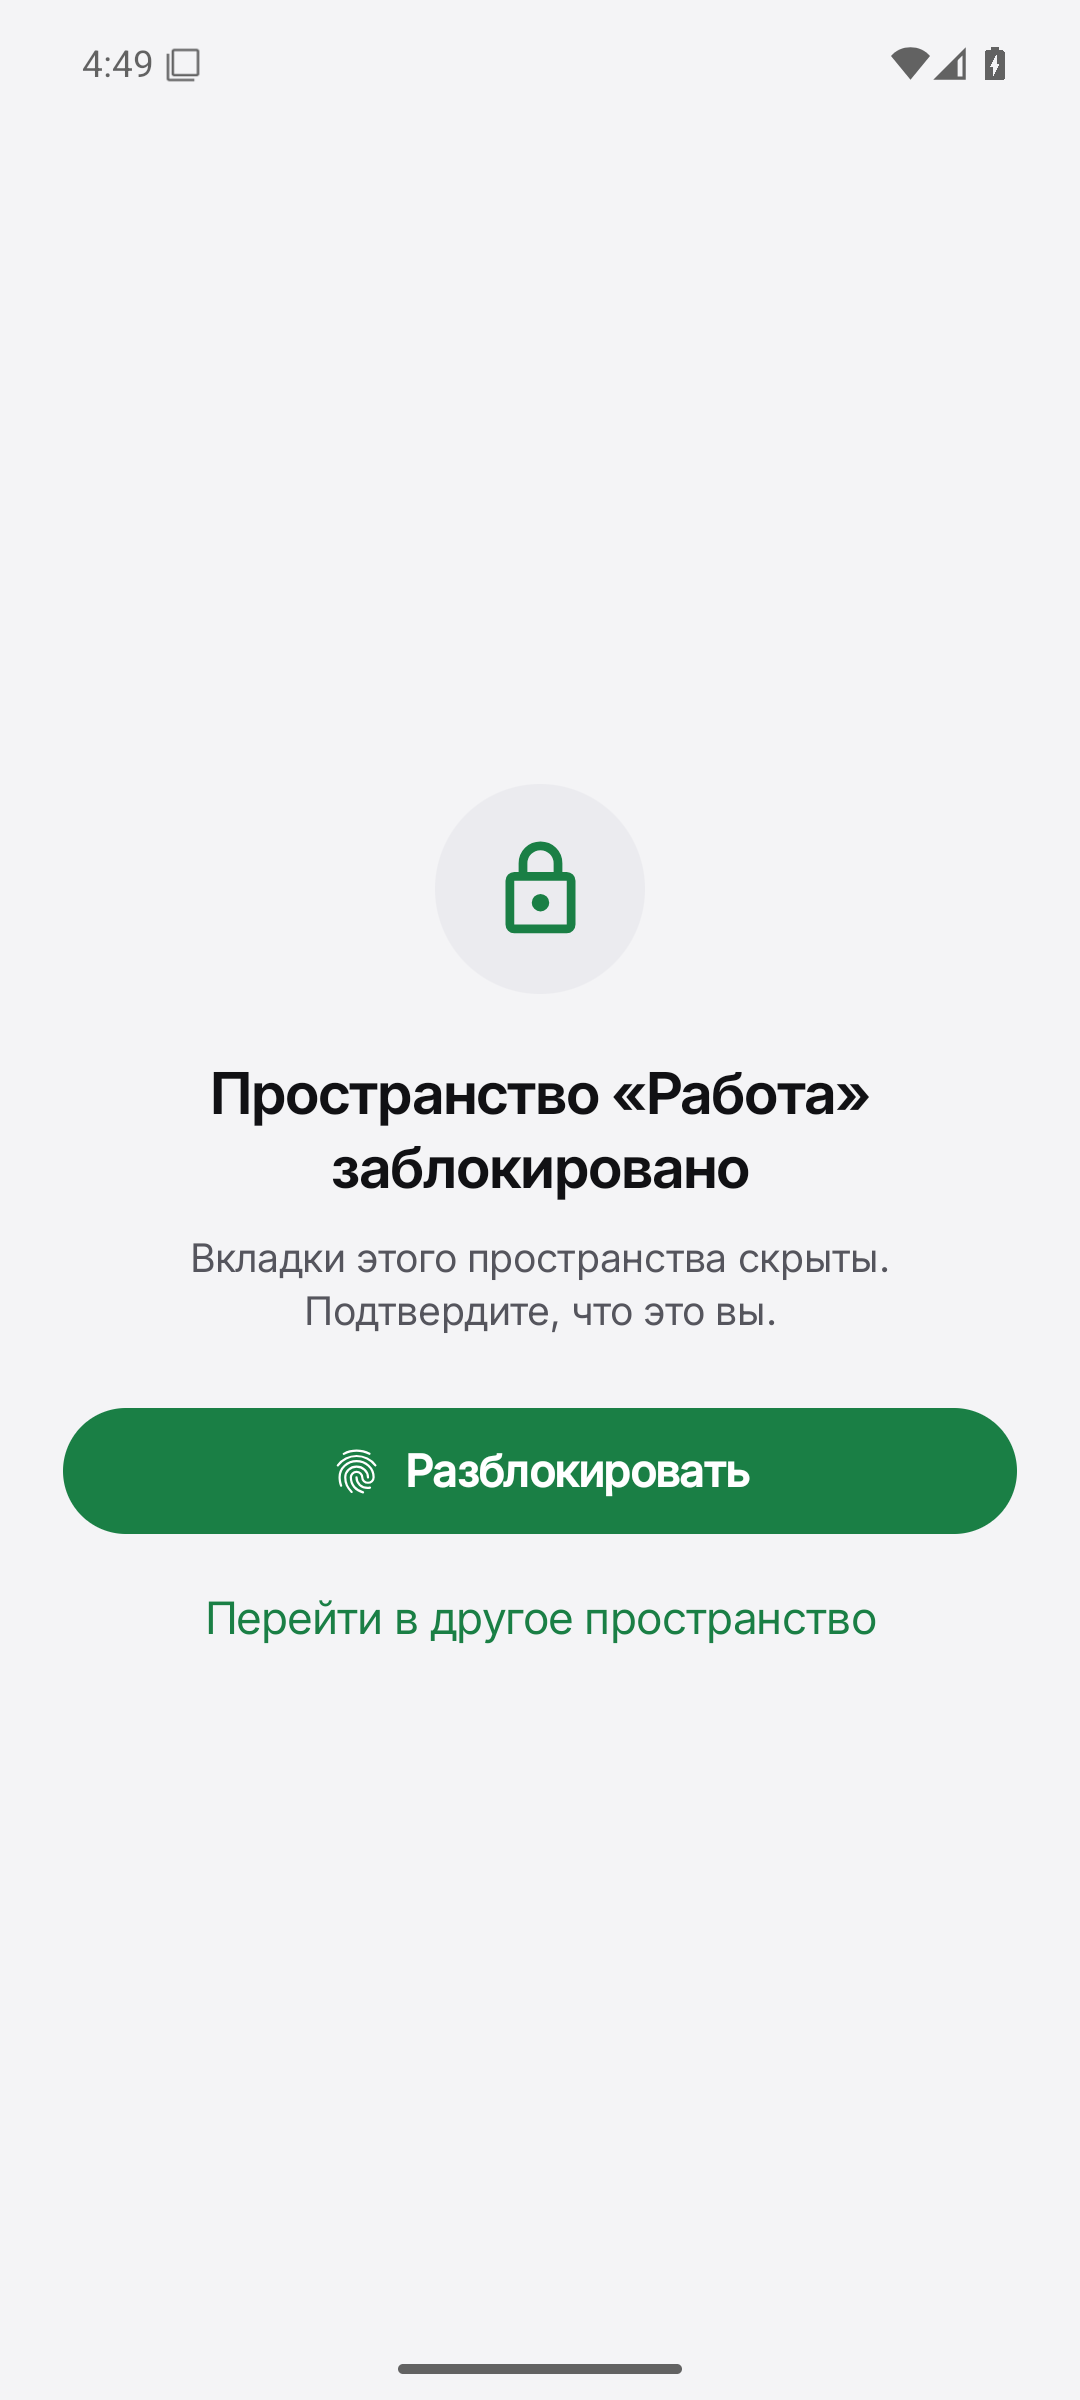 4:49
Пространство «Работа»
заблокировано
Вкладки этого пространства скрыты.
Подтвердите, что это вы.
Разблокировать
Перейти в другое пространство